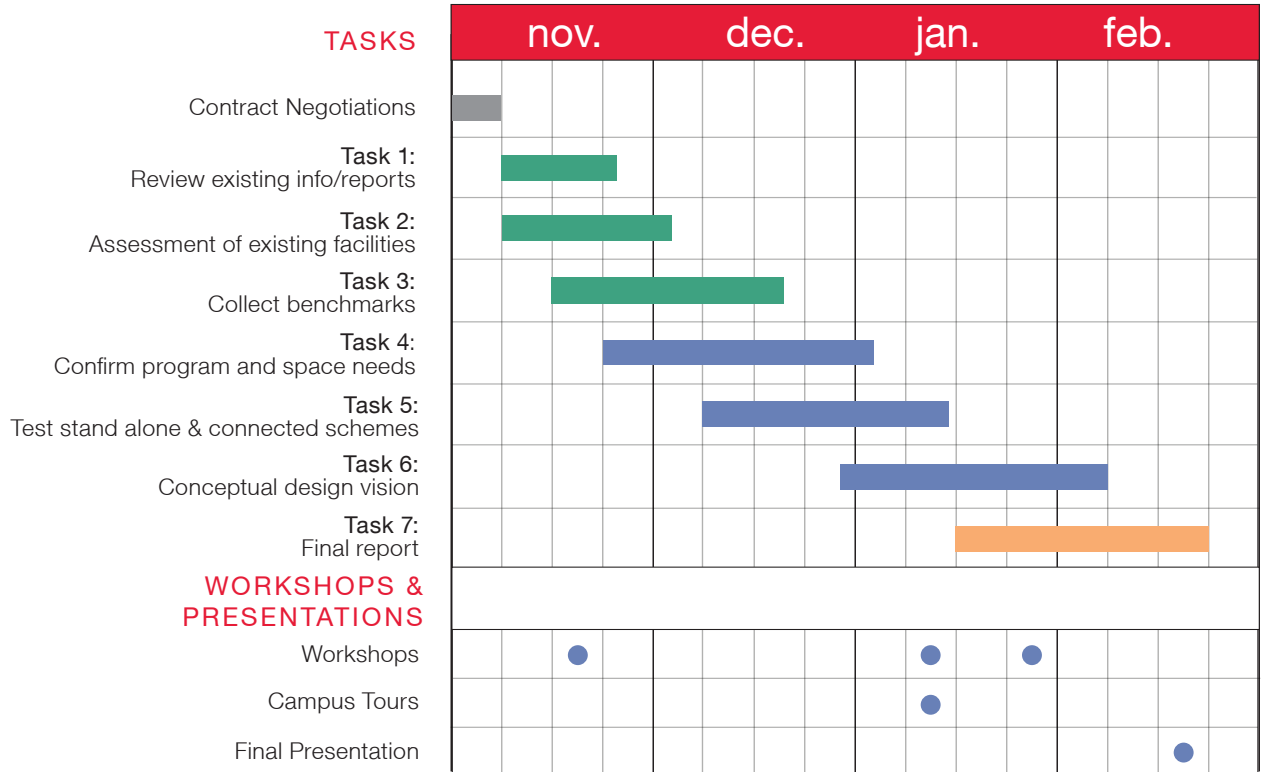 TASKS
nov.
dec.
jan.
feb.
Contract Negotiations
Task 1:
Review existing info/reports
Task 2:
Assessment of existing facilities
Task 3:
Collect benchmarks
Task 4:
Confirm program and space needs
Task 5:
Test stand alone & connected schemes
Task 6:
Conceptual design vision
Task 7:
Final report
WORKSHOPS &
PRESENTATIONS
Workshops
Campus Tours
Final Presentation